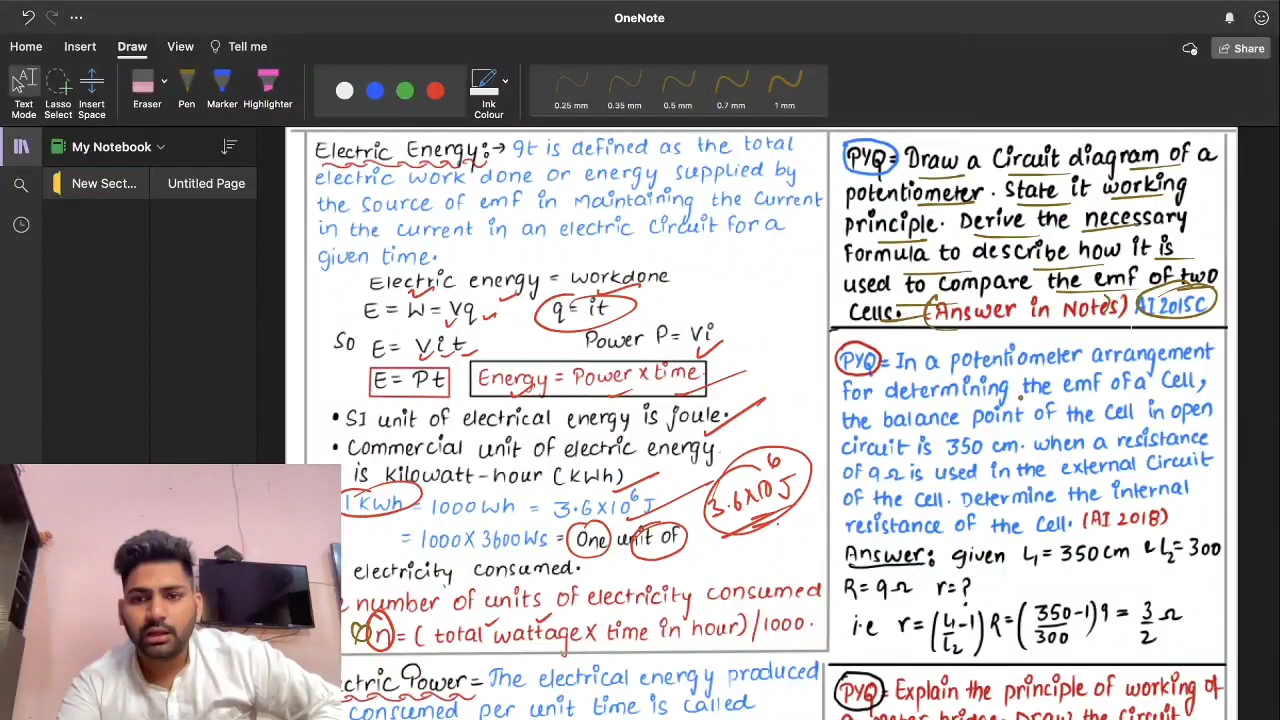 OneNote
Home Insert Draw View Tell me
Share
Text Mode
Lasso Select
Insert Space
Eraser
Pen
Marker
Highlighter
Ink Colour
0.25 mm 0.35 mm 0.5 mm 0.7 mm 1 mm
My Notebook
New Sect... Untitled Page
Electric Energy:→ It is defined as the total
electric work done or energy supplied by
the source of emf in maintaining the current
in the current in an electric circuit for a
given time.
Electric energy = workdone
E = W = Vq q = it
So E = Vit Power P = Vi
E = Pt Energy = Power × time
• SI unit of electrical energy is joule.
• Commercial unit of electric energy
is kilowatt-hour (kWh)
1 kWh = 1000 Wh = 3.6 × 10⁶ J
3.6×10⁶ J
= 1000 × 3600 Ws = One unit of
electricity consumed.
number of units of electricity consumed
n = (total wattage × time in hour) / 1000.
ectric Power = The electrical energy produced
consumed per unit time is called
PYQ = Draw a Circuit diagram of a
potentiometer. State it working
principle. Derive the necessary
formula to describe how it is
used to compare the emf of two
Cells. (Answer in Notes) AI 2015C
PYQ = In a potentiometer arrangement
for determining the emf of a Cell,
the balance point of the Cell in open
circuit is 350 cm. when a resistance
of 9Ω is used in the external Circuit
of the Cell. Determine the internal
resistance of the Cell. (AI 2018)
Answer: given L₁ = 350 cm & L₂ = 300
R = 9Ω r = ?
i.e r = (L₁/L₂ - 1) R = (350/300 - 1) 9 = 3/2 Ω
PYQ = Explain the principle of working of
a meter bridge. Draw the circuit